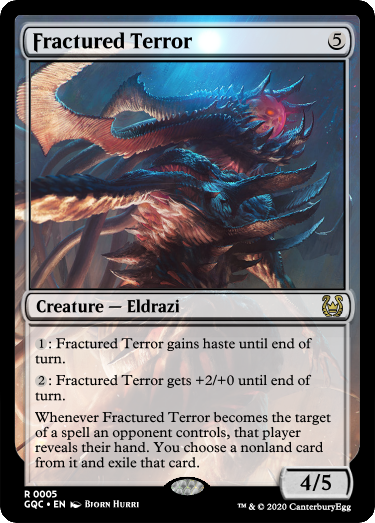 Fractured Terror 5
Creature — Eldrazi
1 : Fractured Terror gains haste until end of
turn.
2 : Fractured Terror gets +2/+0 until end of
turn.
Whenever Fractured Terror becomes the target
of a spell an opponent controls, that player
reveals their hand. You choose a nonland card
from it and exile that card.
4/5
R 0005
GQC • EN Bjorn Hurri
™ & © 2020 CanterburyEgg